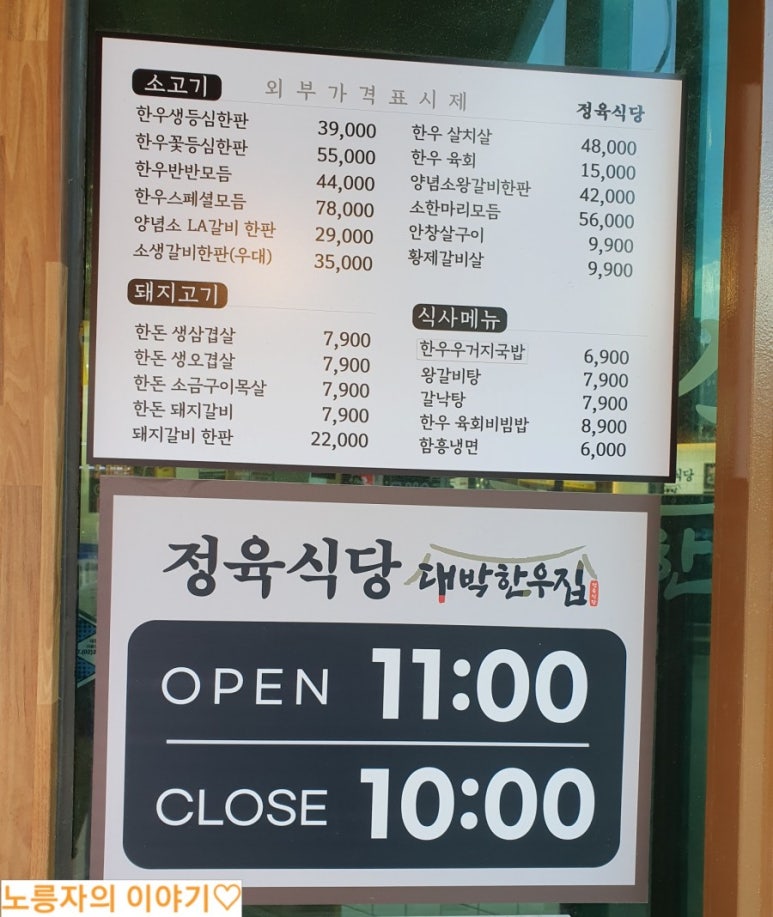 소고기
외부가격표시제
정육식당
한우생등심한판 39,000
한우꽃등심한판 55,000
한우반반모듬 44,000
한우스페셜모듬 78,000
양념소 LA갈비 한판 29,000
소생갈비한판(우대) 35,000
한우 살치살 48,000
한우 육회 15,000
양념소왕갈비한판 42,000
소한마리모듬 56,000
안창살구이 9,900
황제갈비살 9,900
돼지고기
한돈 생삼겹살 7,900
한돈 생오겹살 7,900
한돈 소금구이목살 7,900
한돈 돼지갈비 7,900
돼지갈비 한판 22,000
식사메뉴
한우우거지국밥 6,900
왕갈비탕 7,900
갈낙탕 7,900
한우 육회비빔밥 8,900
함흥냉면 6,000
정육식당 대박한우집
OPEN 11:00
CLOSE 10:00
노릉자의 이야기♡